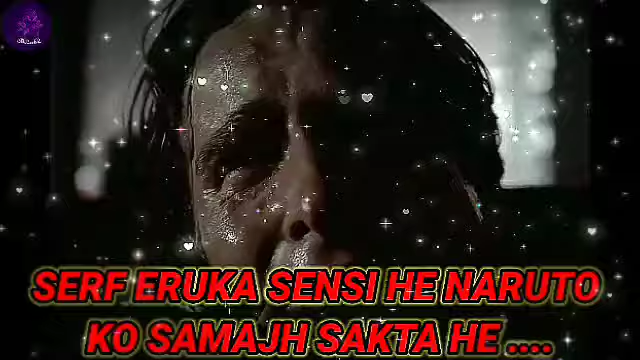 SERF ERUKA SENSI HE NARUTO
KO SAMAJH SAKTA HE ....